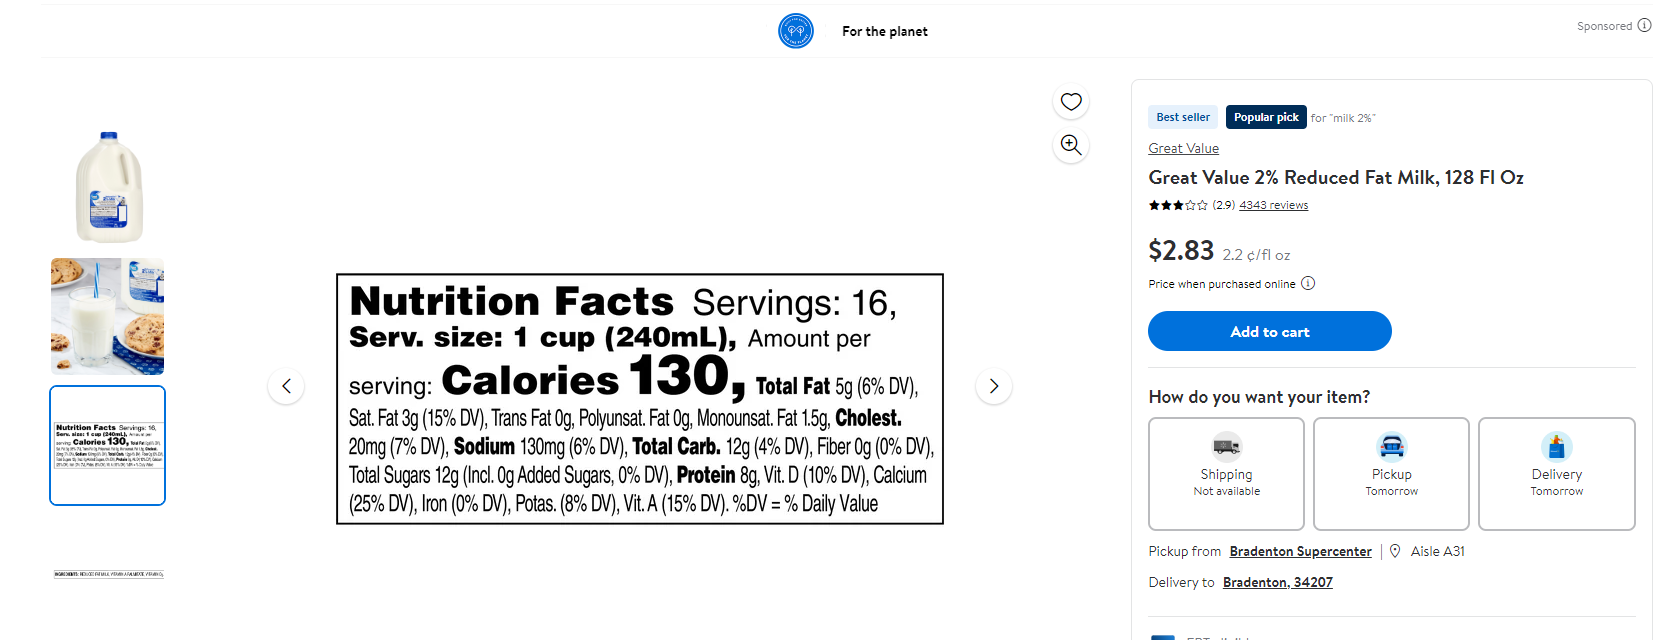 For the planet
Sponsored
Best seller
Popular pick
for "milk 2%"
Great Value
Great Value 2% Reduced Fat Milk, 128 Fl Oz
(2.9) 4343 reviews
$2.83 2.2 ¢/fl oz
Price when purchased online
Add to cart
How do you want your item?
Shipping
Not available
Pickup
Tomorrow
Delivery
Tomorrow
Pickup from Bradenton Supercenter | Aisle A31
Delivery to Bradenton, 34207
Nutrition Facts Servings: 16,
Serv. size: 1 cup (240mL), Amount per
serving: Calories 130, Total Fat 5g (6% DV),
Sat. Fat 3g (15% DV), Trans Fat 0g, Polyunsat. Fat 0g, Monounsat. Fat 1.5g, Cholest.
20mg (7% DV), Sodium 130mg (6% DV), Total Carb. 12g (4% DV), Fiber 0g (0% DV),
Total Sugars 12g (Incl. 0g Added Sugars, 0% DV), Protein 8g, Vit. D (10% DV), Calcium
(25% DV), Iron (0% DV), Potas. (8% DV), Vit. A (15% DV). %DV = % Daily Value